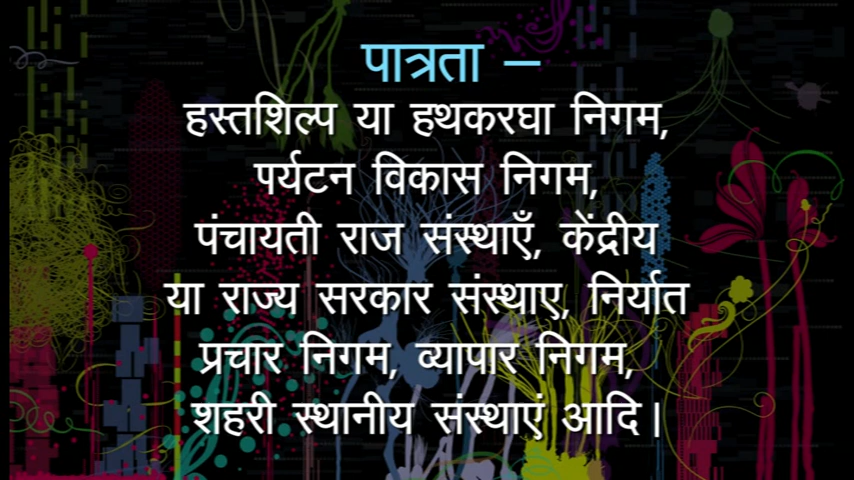 पात्रता –
हस्तशिल्प या हथकरघा निगम,
पर्यटन विकास निगम,
पंचायती राज संस्थाएँ, केंद्रीय
या राज्य सरकार संस्थाए, निर्यात
प्रचार निगम, व्यापार निगम,
शहरी स्थानीय संस्थाएं आदि।